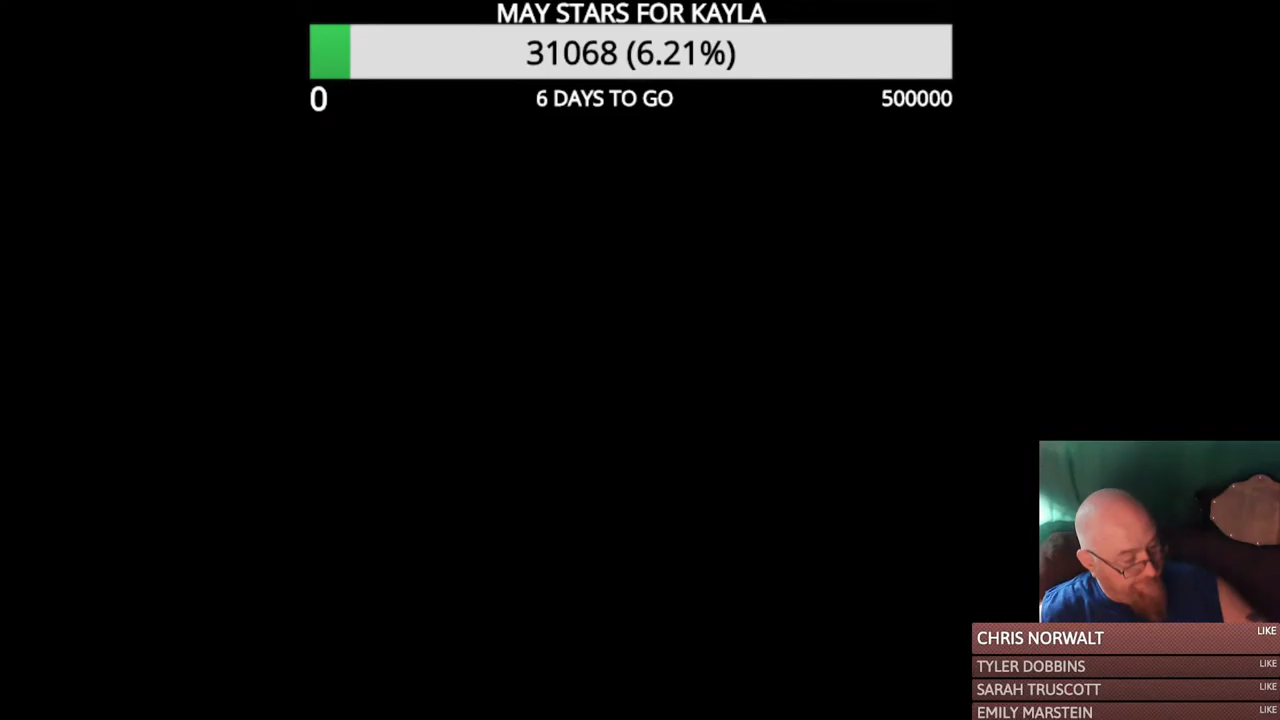 MAY STARS FOR KAYLA
31068 (6.21%)
0 6 DAYS TO GO 500000
CHRIS NORWALT LIKE
TYLER DOBBINS LIKE
SARAH TRUSCOTT LIKE
EMILY MARSTEIN LIKE